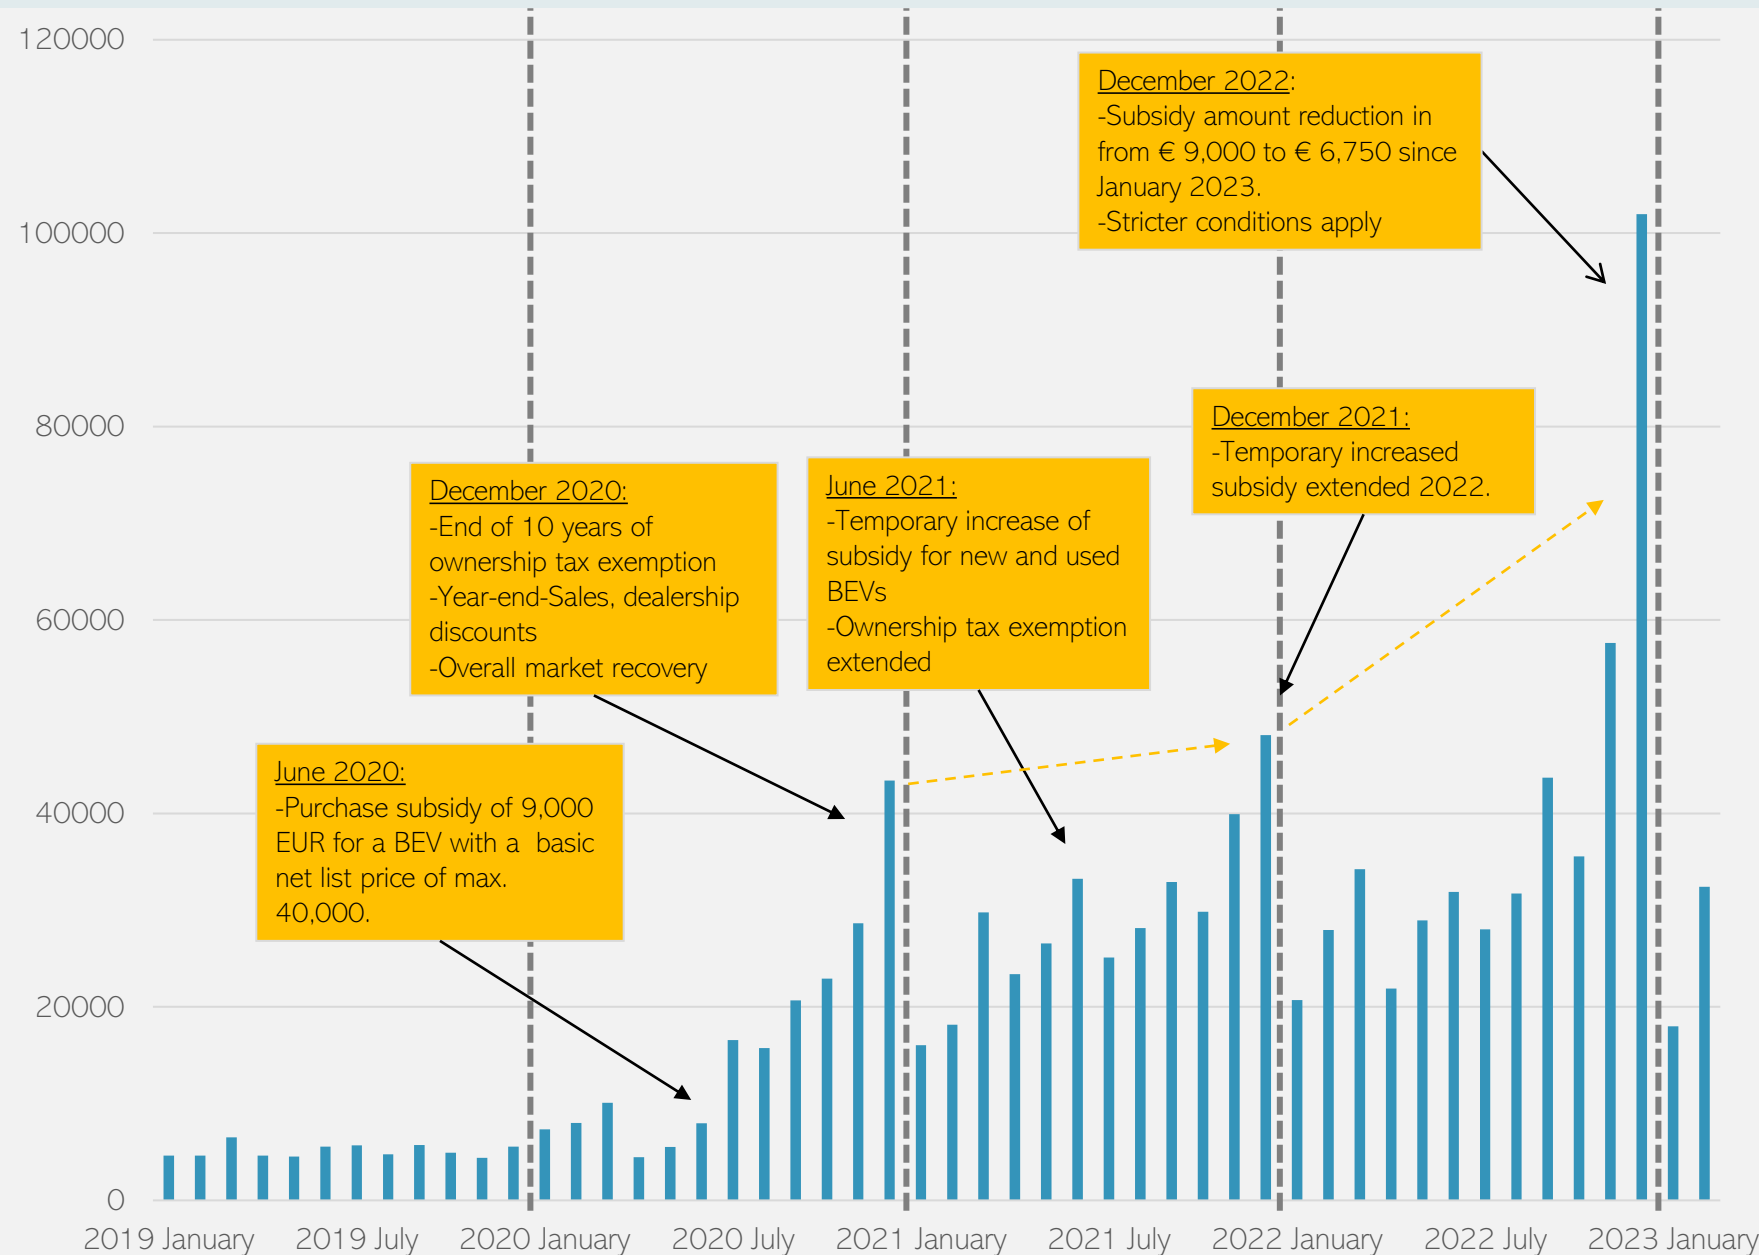 120000
100000
80000
60000
40000
20000
0
December 2022:
-Subsidy amount reduction in
from € 9,000 to € 6,750 since
January 2023.
-Stricter conditions apply
December 2021:
-Temporary increased
subsidy extended 2022.
December 2020:
-End of 10 years of
ownership tax exemption
-Year-end-Sales, dealership
discounts
-Overall market recovery
June 2021:
-Temporary increase of
subsidy for new and used
BEVs
-Ownership tax exemption
extended
June 2020:
-Purchase subsidy of 9,000
EUR for a BEV with a  basic
net list price of max.
40,000.
2019 January
2019 July
2020 January
2020 July
2021 January
2021 July
2022 January
2022 July
2023 January